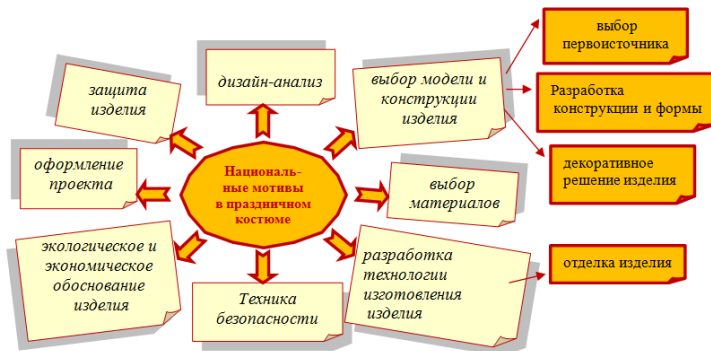 защита
изделия
дизайн-анализ
выбор модели и
конструкции
изделия
выбор
первоисточника
Разработка
конструкции и формы
декоративное
решение изделия
оформление
проекта
Националь-
ные мотивы
в праздничном
костюме
выбор
материалов
экологическое и
экономическое
обоснование
изделия
Техника
безопасности
разработка
технологии
изготовления
изделия
отделка изделия